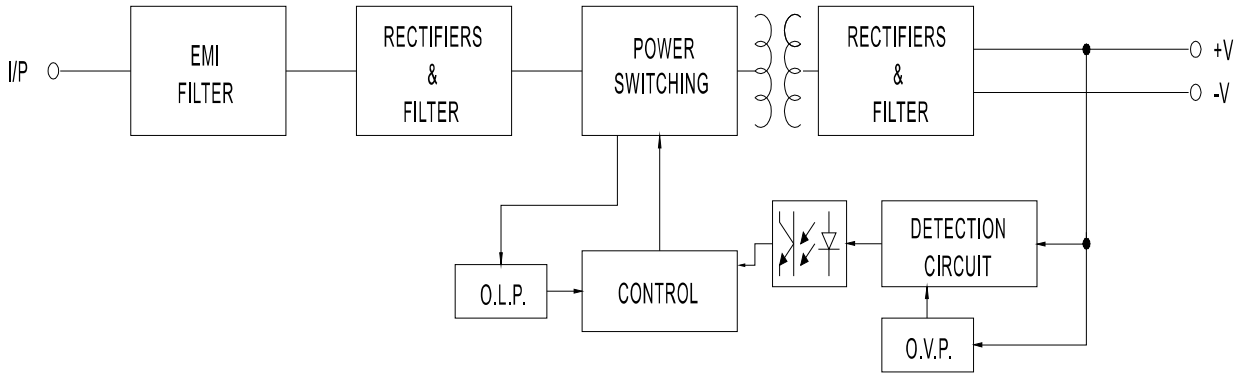 I/P
EMI
FILTER
RECTIFIERS
&
FILTER
POWER
SWITCHING
RECTIFIERS
&
FILTER
+V
-V
O.L.P.
CONTROL
DETECTION
CIRCUIT
O.V.P.